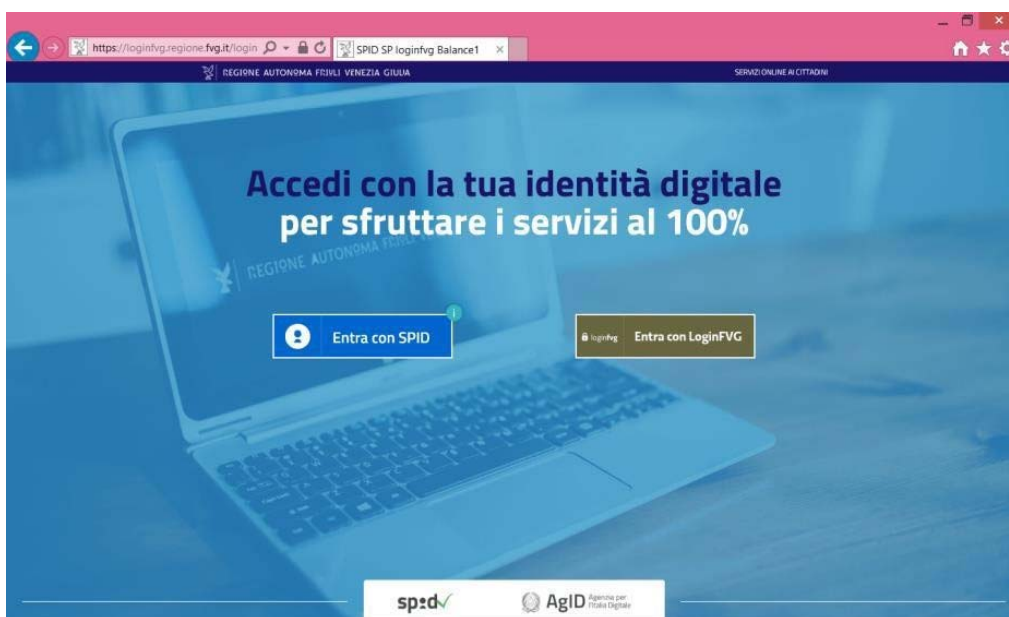 https://loginfvg.regione.fvg.it/login
SPID SP loginfvg Balance1
REGIONE AUTONOMA FRIULI VENEZIA GIULIA
SERVIZI ONLINE AI CITTADINI
Accedi con la tua identità digitale
per sfruttare i servizi al 100%
REGIONE AUTONOMA
i
Entra con SPID
loginfvg Entra con LoginFVG
spid
AgID Agenzia per
l'Italia Digitale